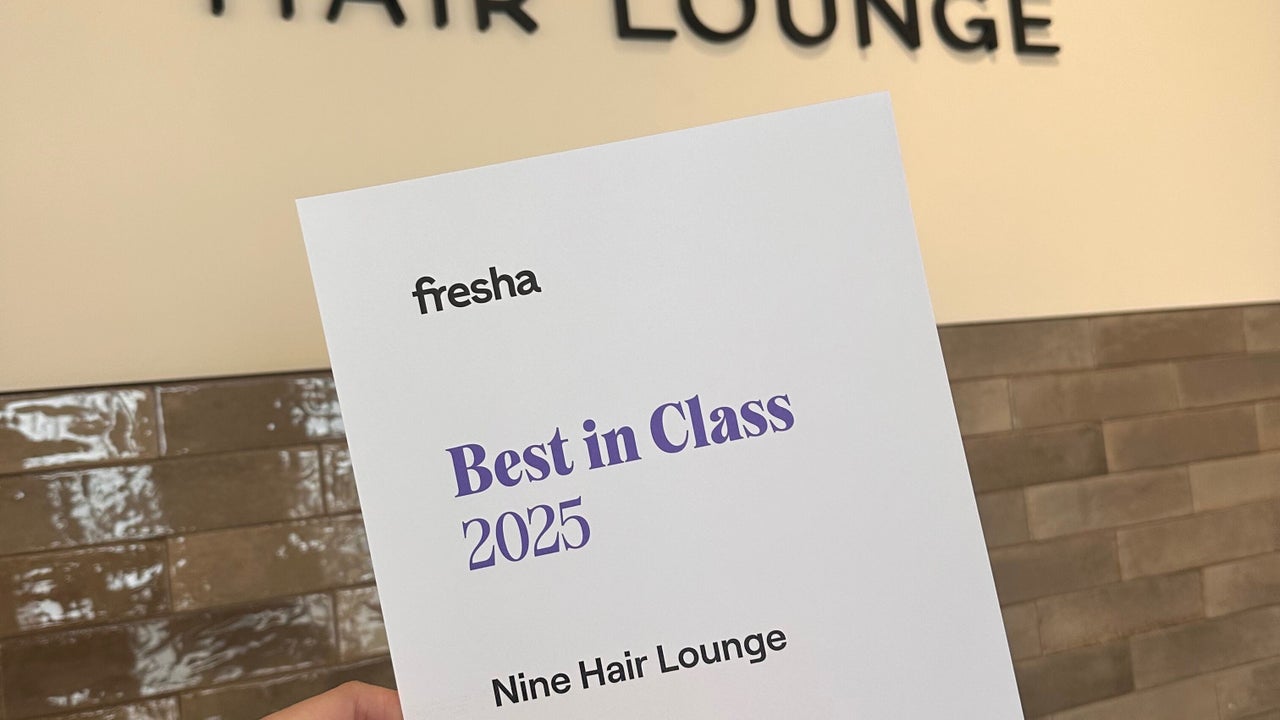 HAIR LOUNGE
fresha
Best in Class
2025
Nine Hair Lounge